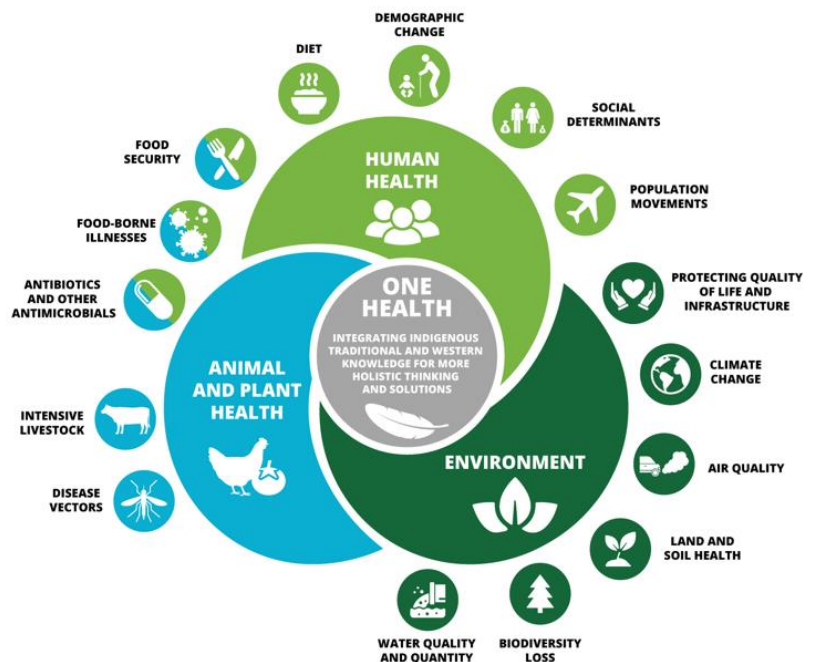 DEMOGRAPHIC
CHANGE
DIET
SOCIAL
DETERMINANTS
FOOD
SECURITY
HUMAN
HEALTH
POPULATION
MOVEMENTS
FOOD-BORNE
ILLNESSES
ANTIBIOTICS
AND OTHER
ANTIMICROBIALS
ONE
HEALTH
INTEGRATING INDIGENOUS
TRADITIONAL AND WESTERN
KNOWLEDGE FOR MORE
HOLISTIC THINKING
AND SOLUTIONS
PROTECTING QUALITY
OF LIFE AND
INFRASTRUCTURE
ANIMAL
AND PLANT
HEALTH
CLIMATE
CHANGE
INTENSIVE
LIVESTOCK
ENVIRONMENT
AIR QUALITY
DISEASE
VECTORS
LAND AND
SOIL HEALTH
WATER QUALITY
AND QUANTITY
BIODIVERSITY
LOSS